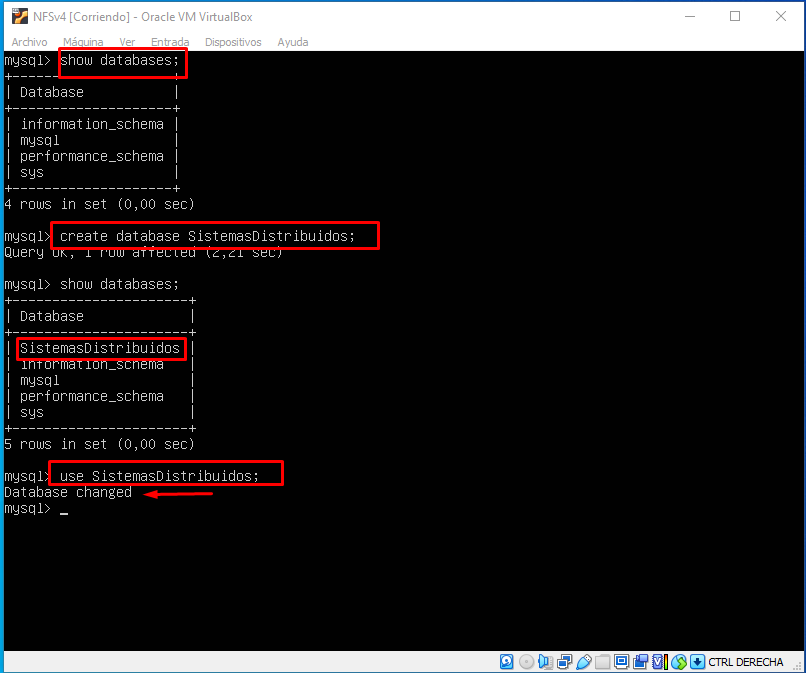 NFSv4 [Corriendo] - Oracle VM VirtualBox
Archivo Máquina Ver Entrada Dispositivos Ayuda
mysql> show databases;
+--------------------+
| Database           |
+--------------------+
| information_schema |
| mysql              |
| performance_schema |
| sys                |
+--------------------+
4 rows in set (0,00 sec)
mysql> create database SistemasDistribuidos;
Query OK, 1 row affected (2,21 sec)
mysql> show databases;
+----------------------+
| Database             |
+----------------------+
| SistemasDistribuidos |
| information_schema   |
| mysql                |
| performance_schema   |
| sys                  |
+----------------------+
5 rows in set (0,00 sec)
mysql> use SistemasDistribuidos;
Database changed
mysql> _
CTRL DERECHA